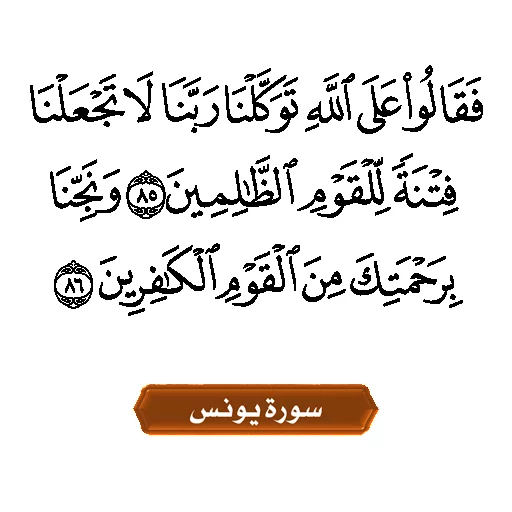 فَقَالُوا۟ عَلَى ٱللَّهِ تَوَكَّلْنَا رَبَّنَا لَا تَجْعَلْنَا
فِتْنَةً لِّلْقَوْمِ ٱلظَّٰلِمِينَ ٨٥ وَنَجِّنَا
بِرَحْمَتِكَ مِنَ ٱلْقَوْمِ ٱلْكَٰفِرِينَ ٨٦
سورة يونس